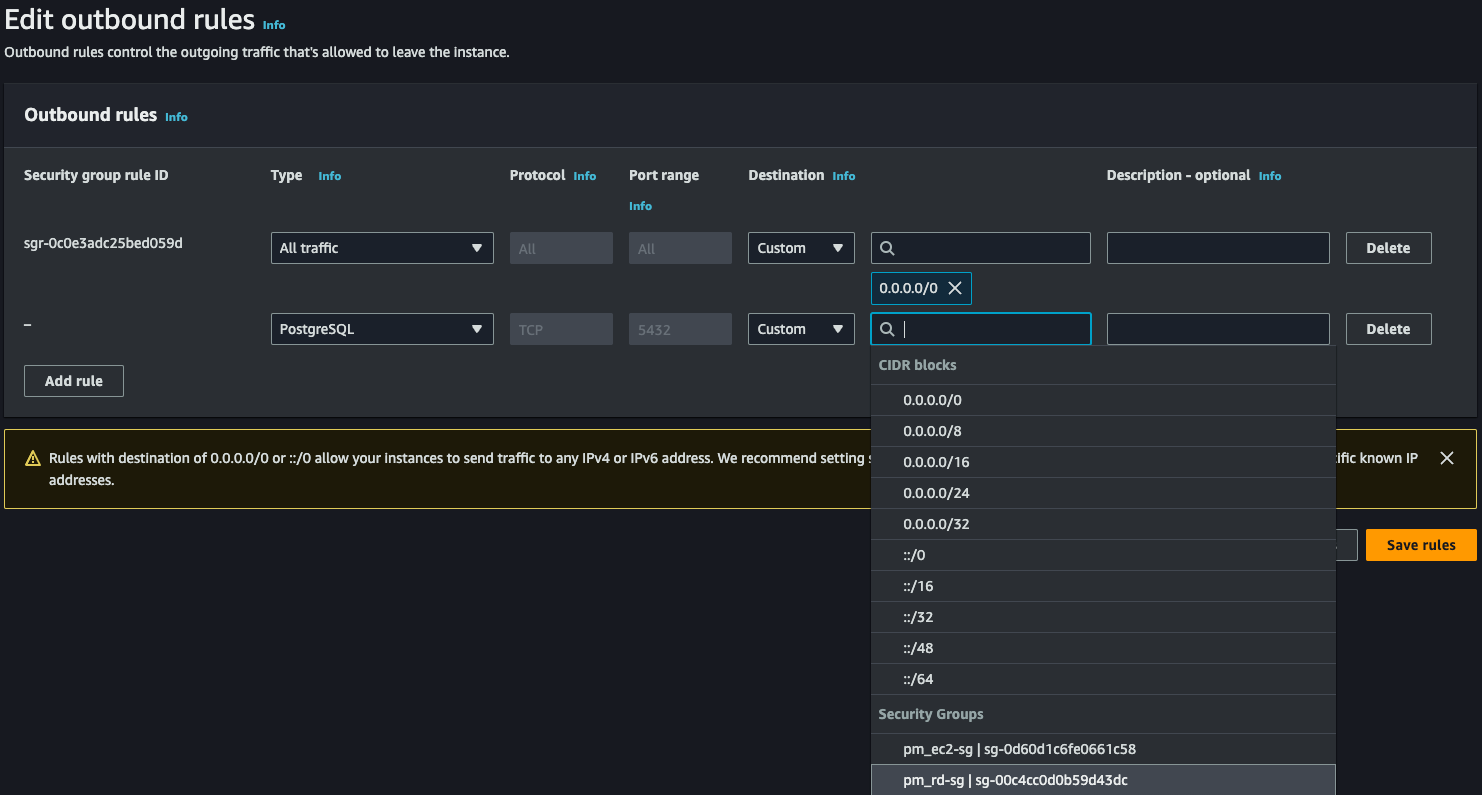 Edit outbound rules Info
Outbound rules control the outgoing traffic that's allowed to leave the instance.
Outbound rules Info
Security group rule ID Type Info Protocol Info Port range Destination Info Description - optional Info
Info
sgr-0c0e3adc25bed059d All traffic All All Custom Delete
0.0.0.0/0
– PostgreSQL TCP 5432 Custom Delete
CIDR blocks
Add rule
0.0.0.0/0
0.0.0.0/8
Rules with destination of 0.0.0.0/0 or ::/0 allow your instances to send traffic to any IPv4 or IPv6 address. We recommend setting known IP
addresses.
0.0.0.0/16
0.0.0.0/24
0.0.0.0/32
Save rules
::/0
::/16
::/32
::/48
::/64
Security Groups
pm_ec2-sg | sg-0d60d1c6fe0661c58
pm_rd-sg | sg-00c4cc0d0b59d43dc